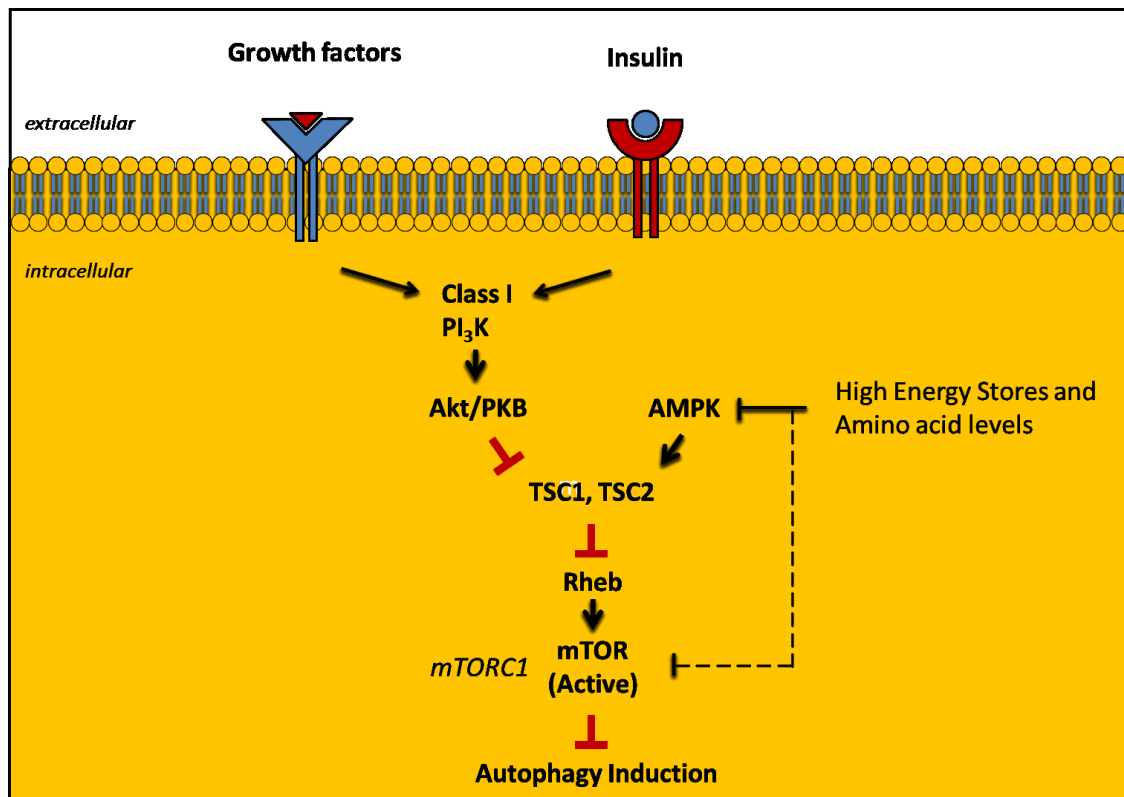 Growth factors
Insulin
extracellular
intracellular
Class I
PI₃K
Akt/PKB
AMPK
High Energy Stores and
Amino acid levels
TSC1, TSC2
Rheb
mTORC1
mTOR
(Active)
Autophagy Induction